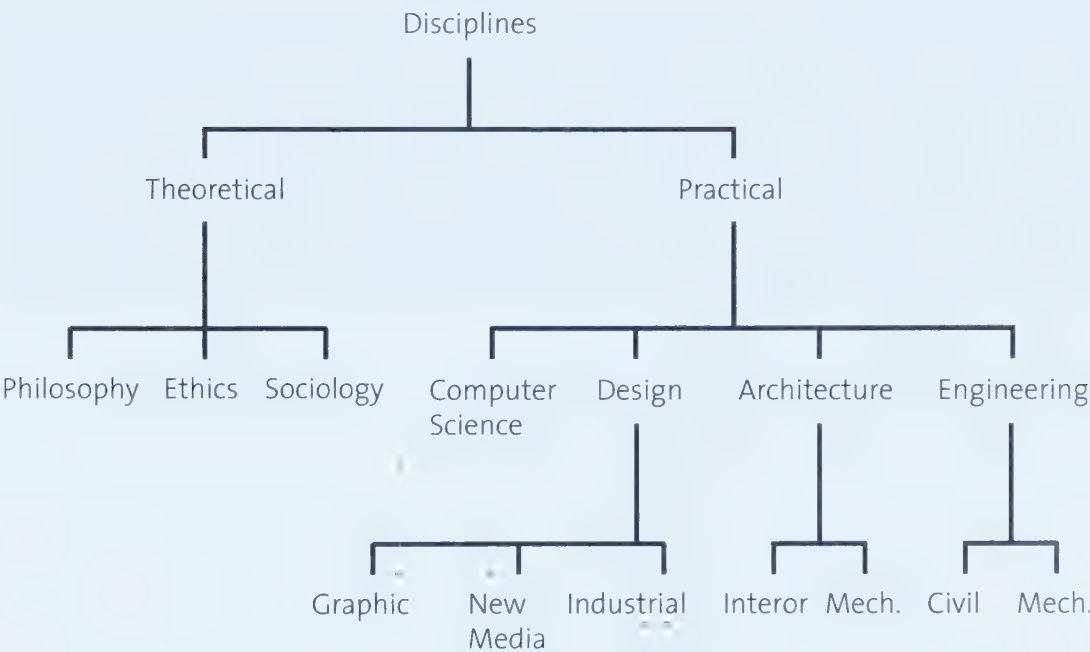 Disciplines
Theoretical
Practical
Philosophy
Ethics
Sociology
Computer
Science
Design
Architecture
Engineering
Graphic
New
Media
Industrial
Interor
Mech.
Civil
Mech.